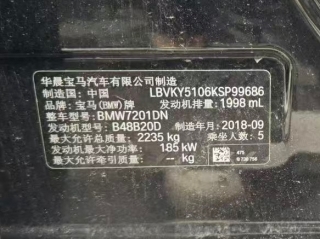 华晨宝马汽车有限公司制造
制造国：中国 LBVKY5106KSP99686
品牌：宝马(BMW)牌 发动机排量：1998 mL
整车型号：BMW7201DN
发动机型号：B48B20D 制造年月：2018-09
最大允许总质量：2235 kg 乘坐人数：5
发动机最大净功率：185 kW
最大允许牵引质量：- kg